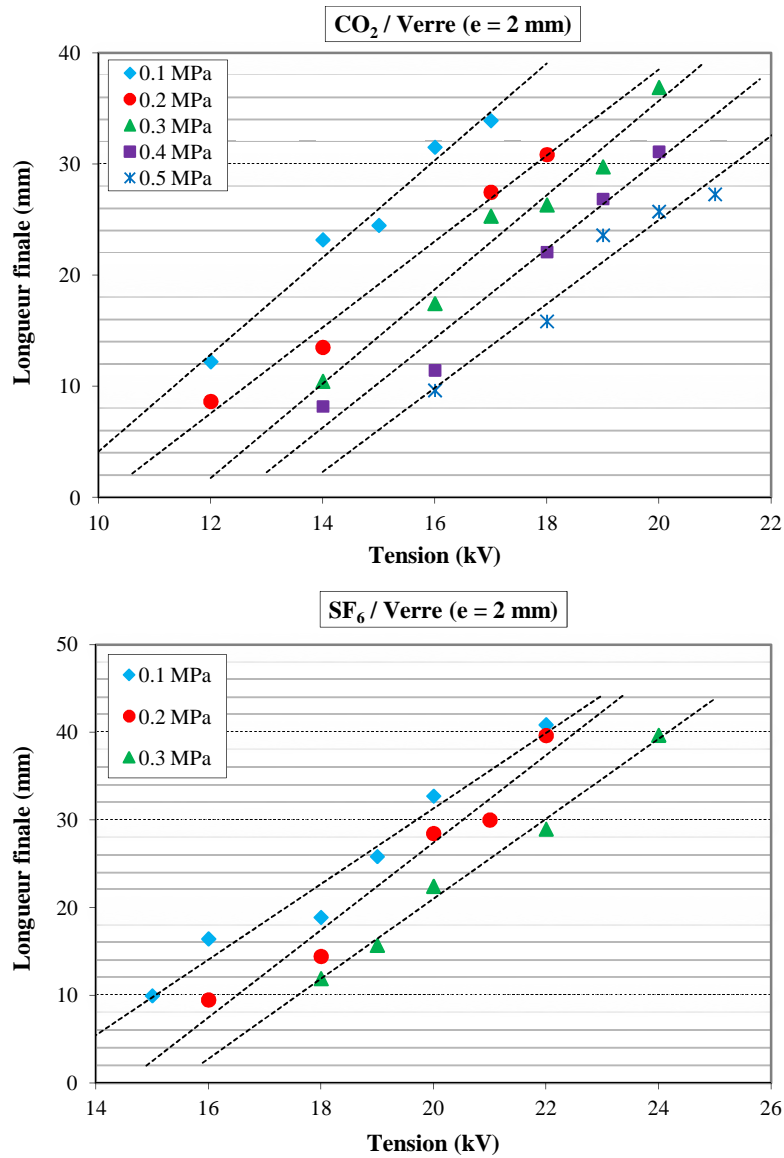 CO₂ / Verre (e = 2 mm)
40
30
20
10
0
Longueur finale (mm)
0.1 MPa
0.2 MPa
0.3 MPa
0.4 MPa
0.5 MPa
10 12 14 16 18 20 22
Tension (kV)
SF₆ / Verre (e = 2 mm)
50
40
30
20
10
0
Longueur finale (mm)
0.1 MPa
0.2 MPa
0.3 MPa
14 16 18 20 22 24 26
Tension (kV)